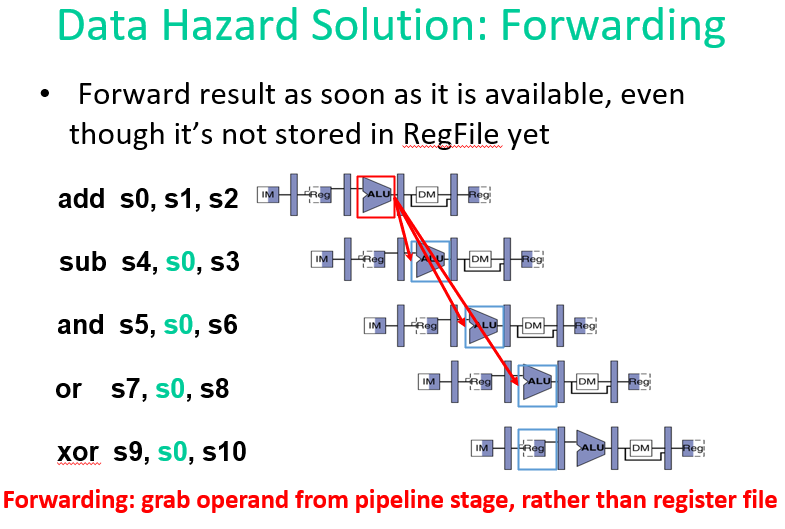 Data Hazard Solution: Forwarding
• Forward result as soon as it is available, even
though it's not stored in RegFile yet
add s0, s1, s2
IM Reg ALU DM Reg
sub s4, s0, s3
IM Reg ALU DM Reg
and s5, s0, s6
IM Reg ALU DM Reg
or s7, s0, s8
IM Reg ALU DM Reg
xor s9, s0, s10
IM Reg ALU DM Reg
Forwarding: grab operand from pipeline stage, rather than register file